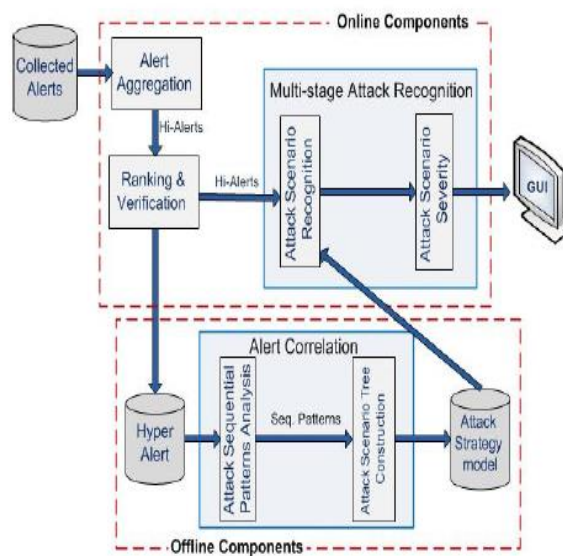 Online Components
Collected
Alerts
Alert
Aggregation
Hi-Alerts
Ranking &
Verification
Hi-Alerts
Multi-stage Attack Recognition
Attack Scenario
Recognition
Attack Scenario
Severity
GUI
Alert Correlation
Hyper
Alert
Attack Sequential
Patterns Analysis
Seq. Patterns
Attack Scenario Tree
Construction
Attack
Strategy
model
Offline Components